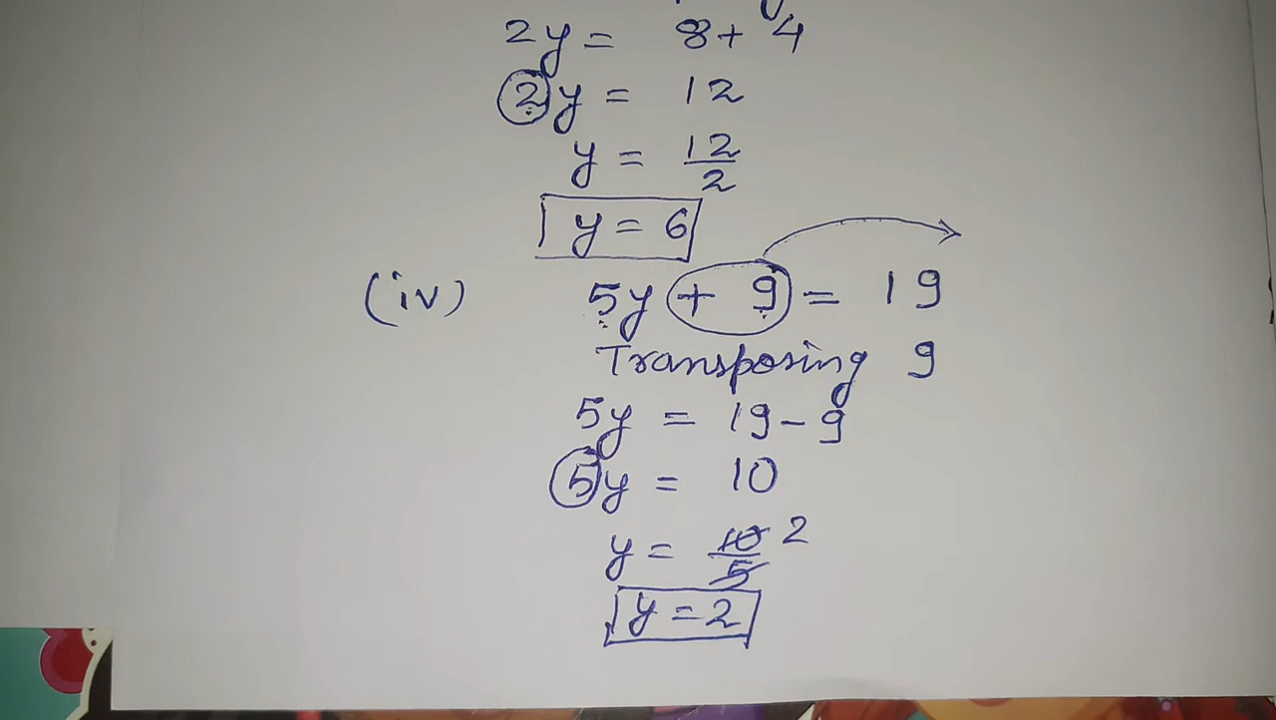 2y = 8+ 4
2y = 12
y = 12/2
y = 6
(iv) 5y + 9 = 19
Transposing 9
5y = 19-9
5y = 10
y = 10/5 2
y = 2